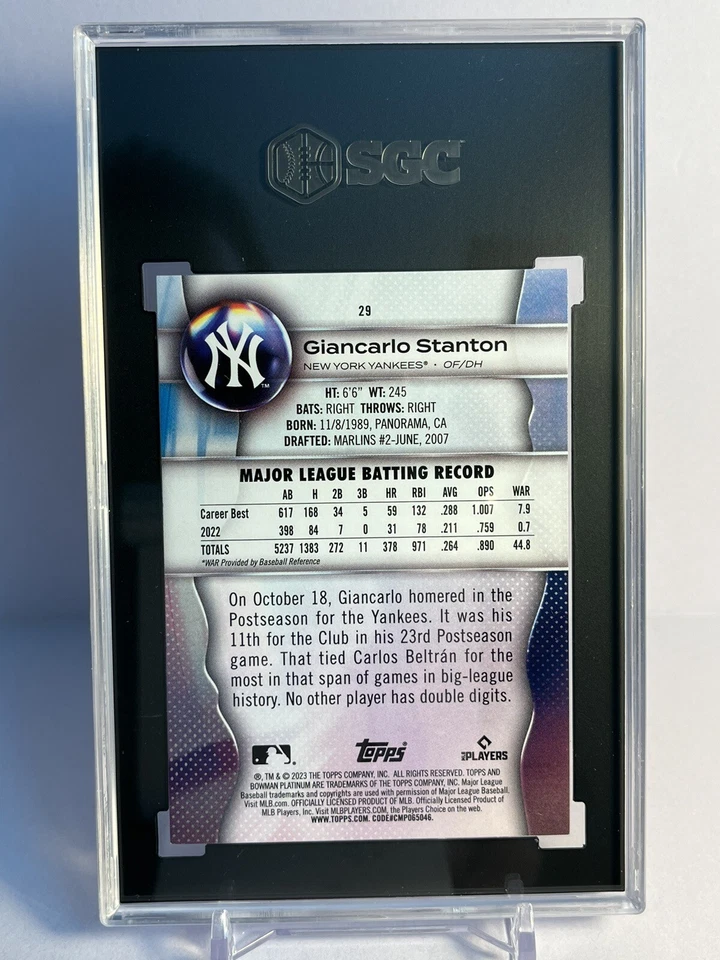 SGC
29
NY
TM
Giancarlo Stanton
NEW YORK YANKEES® · OF/DH
HT: 6'6" WT: 245
BATS: RIGHT THROWS: RIGHT
BORN: 11/8/1989, PANORAMA, CA
DRAFTED: MARLINS #2-JUNE, 2007
MAJOR LEAGUE BATTING RECORD
AB H 2B 3B HR RBI AVG OPS WAR
Career Best 617 168 34 5 59 132 .288 1.007 7.9
2022 398 84 7 0 31 78 .211 .759 0.7
TOTALS 5237 1383 272 11 378 971 .264 .890 44.8
*WAR Provided by Baseball Reference
On October 18, Giancarlo homered in the
Postseason for the Yankees. It was his
11th for the Club in his 23rd Postseason
game. That tied Carlos Beltrán for the
most in that span of games in big-league
history. No other player has double digits.
topps
MLB PLAYERS
®, TM & © 2023 THE TOPPS COMPANY, INC. ALL RIGHTS RESERVED. TOPPS AND
BOWMAN PLATINUM ARE TRADEMARKS OF THE TOPPS COMPANY, INC. Major League
Baseball trademarks and copyrights are used with permission of Major League Baseball.
Visit MLB.com. OFFICIALLY LICENSED PRODUCT OF MLB. Officially Licensed Product of
MLB Players, Inc. Visit MLBPLAYERS.com, the Players Choice on the web.
WWW.TOPPS.COM. CODE#CMP065046.